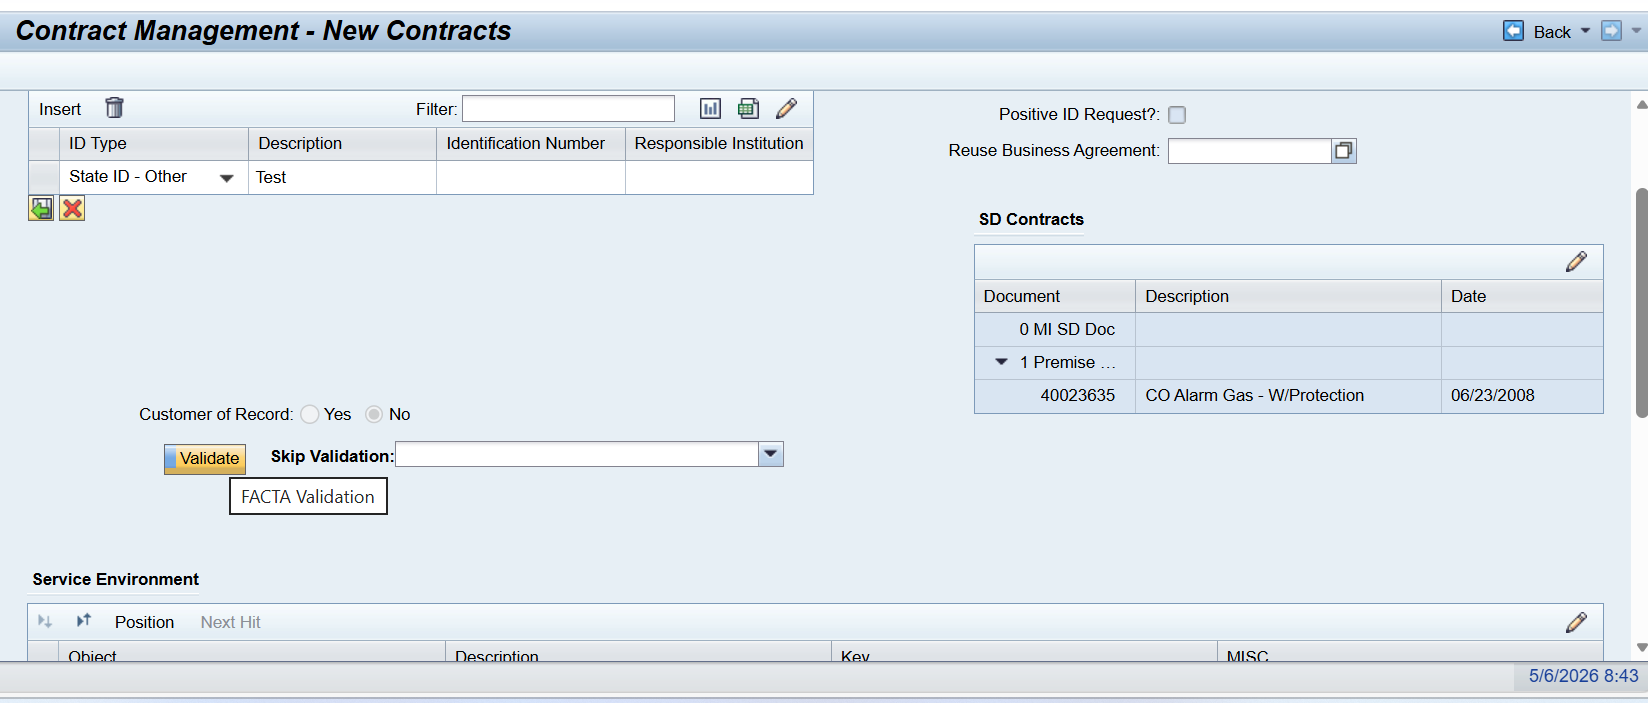 Contract Management - New Contracts
Back
Insert
Filter:
ID Type Description Identification Number Responsible Institution
State ID - Other Test
Positive ID Request?:
Reuse Business Agreement:
SD Contracts
Document Description Date
0 MI SD Doc
1 Premise ...
40023635 CO Alarm Gas - W/Protection 06/23/2008
Customer of Record: Yes No
Validate Skip Validation:
FACTA Validation
Service Environment
Position Next Hit
Object Description Key MISC
5/6/2026 8:43